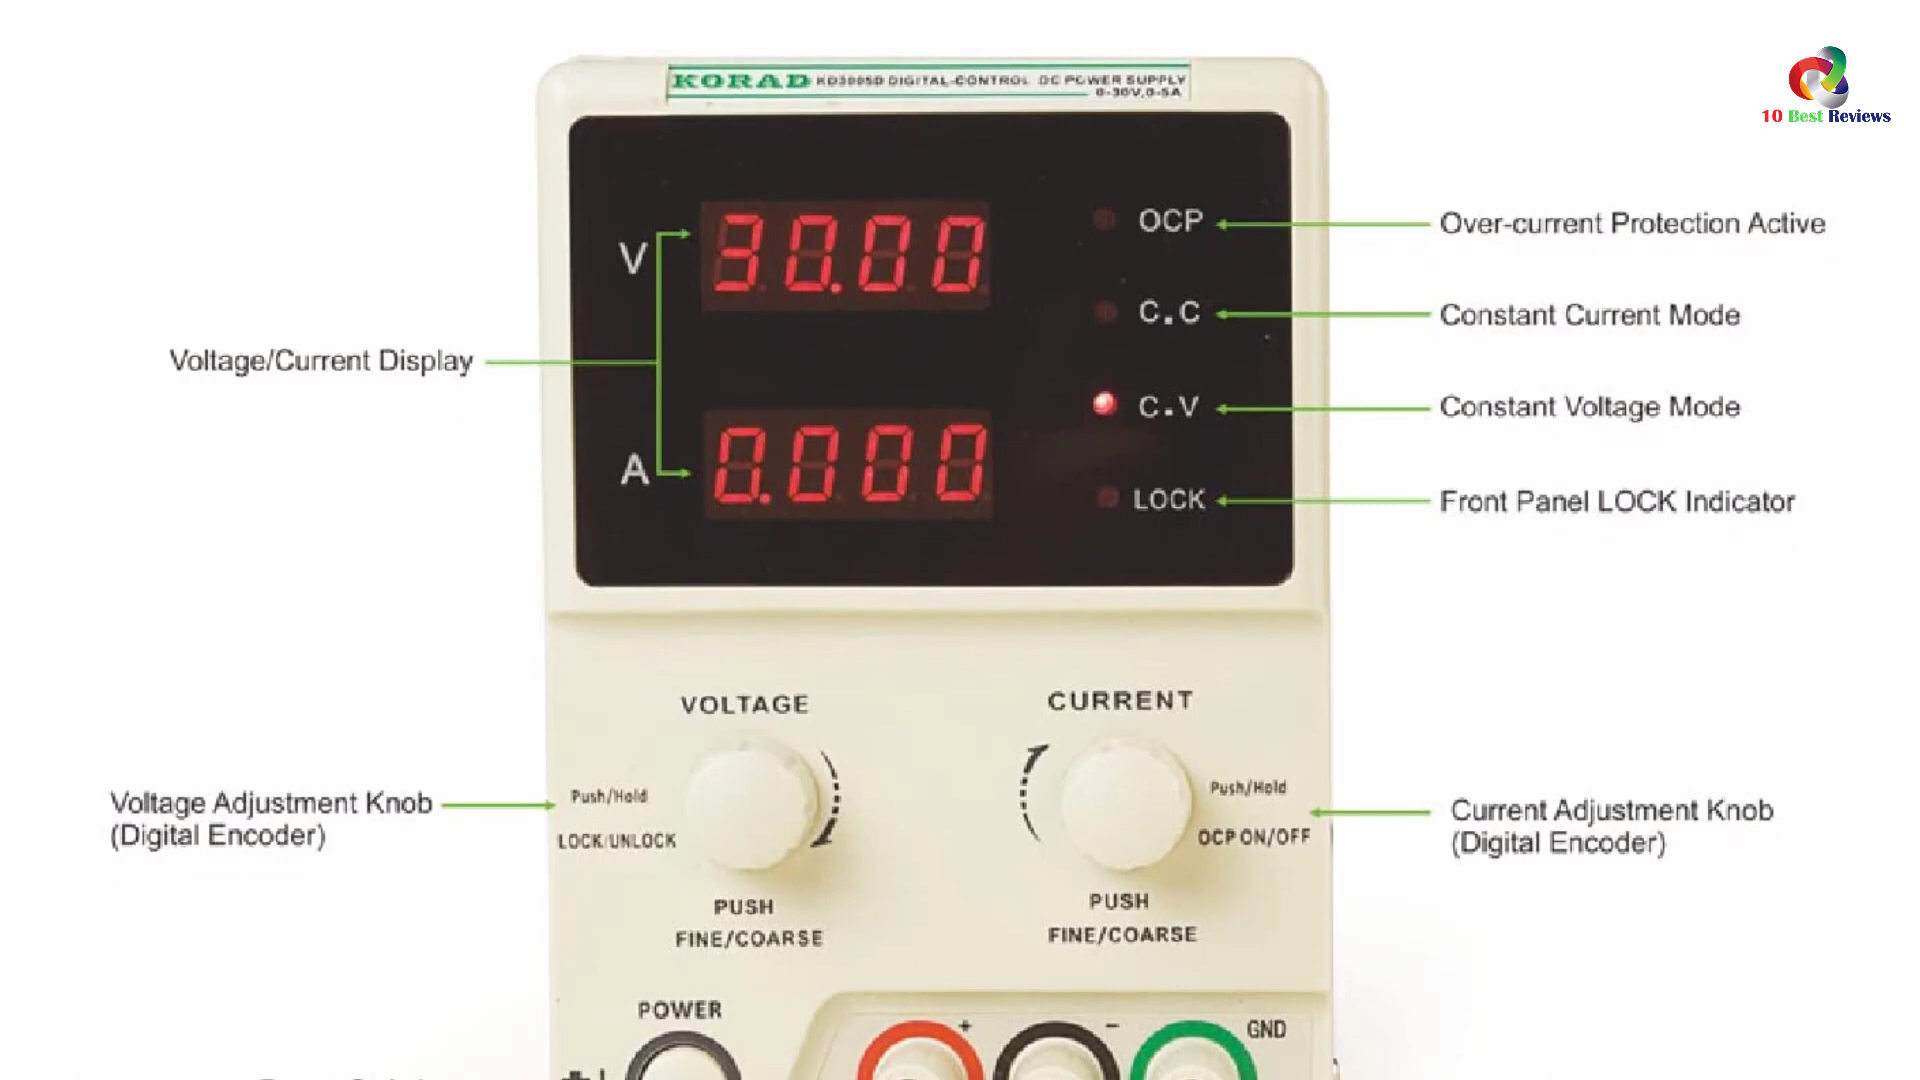 KORAD KD3005D DIGITAL-CONTROL DC POWER SUPPLY
0-30V,0-5A
10 Best Reviews
V
30.00
OCP
Over-current Protection Active
C.C
Constant Current Mode
Voltage/Current Display
C.V
Constant Voltage Mode
A
0.000
LOCK
Front Panel LOCK Indicator
VOLTAGE
CURRENT
Voltage Adjustment Knob
(Digital Encoder)
Push/Hold
LOCK/UNLOCK
Push/Hold
OCP ON/OFF
Current Adjustment Knob
(Digital Encoder)
PUSH
FINE/COARSE
PUSH
FINE/COARSE
POWER
+
−
GND